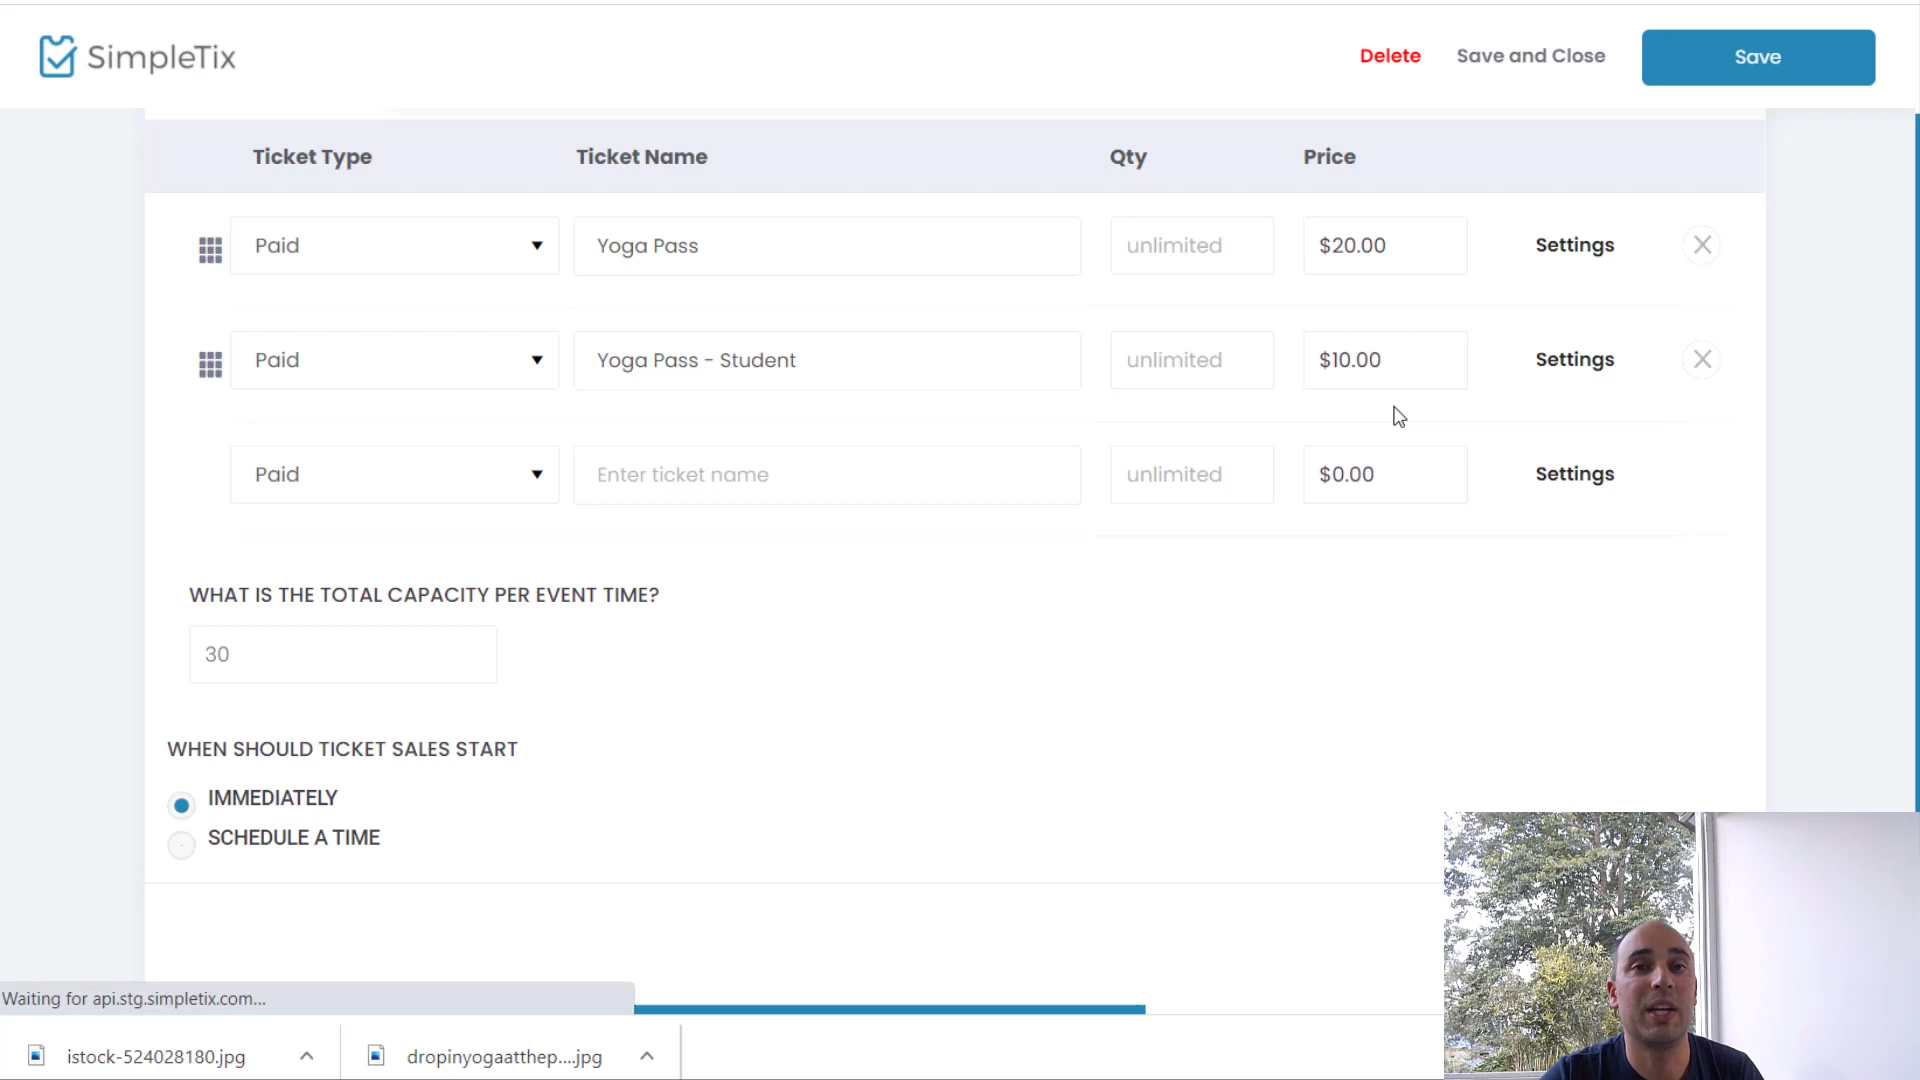 SimpleTix
Delete Save and Close Save
Ticket Type Ticket Name Qty Price
Paid Yoga Pass unlimited $20.00 Settings
Paid Yoga Pass - Student unlimited $10.00 Settings
Paid Enter ticket name unlimited $0.00 Settings
WHAT IS THE TOTAL CAPACITY PER EVENT TIME?
30
WHEN SHOULD TICKET SALES START
IMMEDIATELY
SCHEDULE A TIME
Waiting for api.stg.simpletix.com...
istock-524028180.jpg dropinyogaatthep....jpg